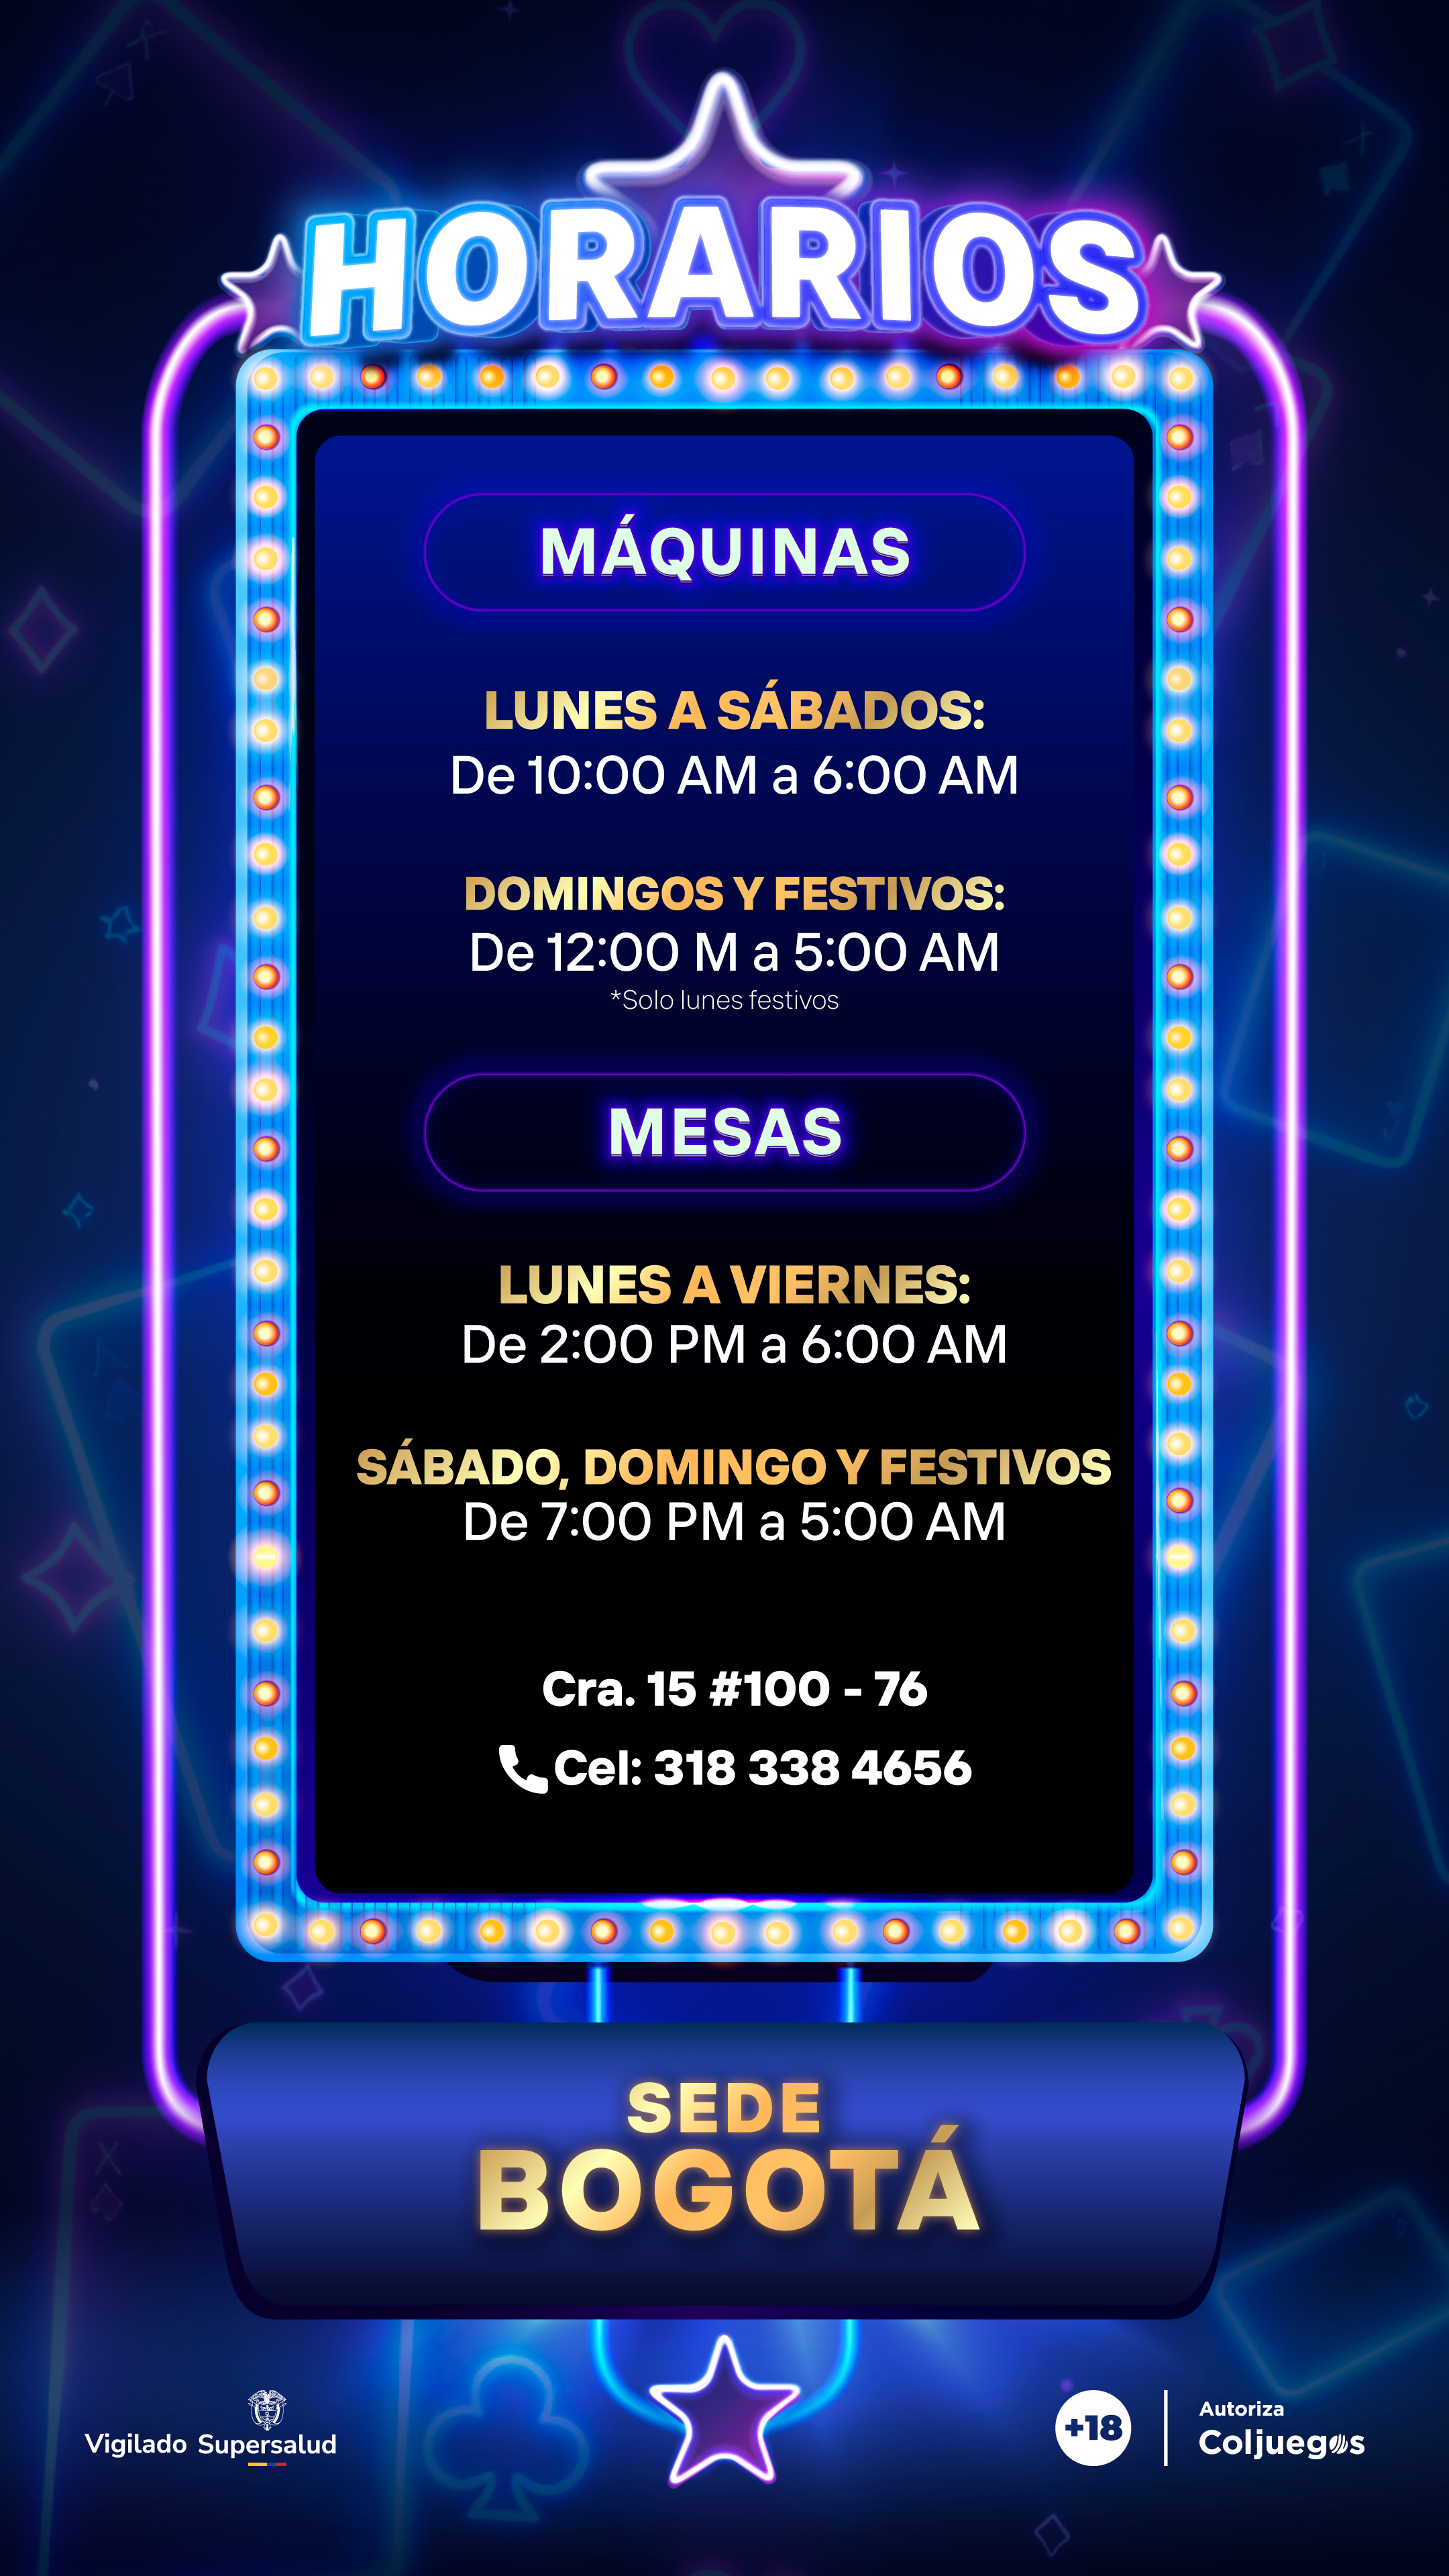 HORARIOS
MÁQUINAS
LUNES A SÁBADOS:
De 10:00 AM a 6:00 AM
DOMINGOS Y FESTIVOS:
De 12:00 M a 5:00 AM
*Solo lunes festivos
MESAS
LUNES A VIERNES:
De 2:00 PM a 6:00 AM
SÁBADO, DOMINGO Y FESTIVOS
De 7:00 PM a 5:00 AM
Cra. 15 #100 - 76
Cel: 318 338 4656
SEDE
BOGOTÁ
Vigilado Supersalud
+18
Autoriza
Coljuegos